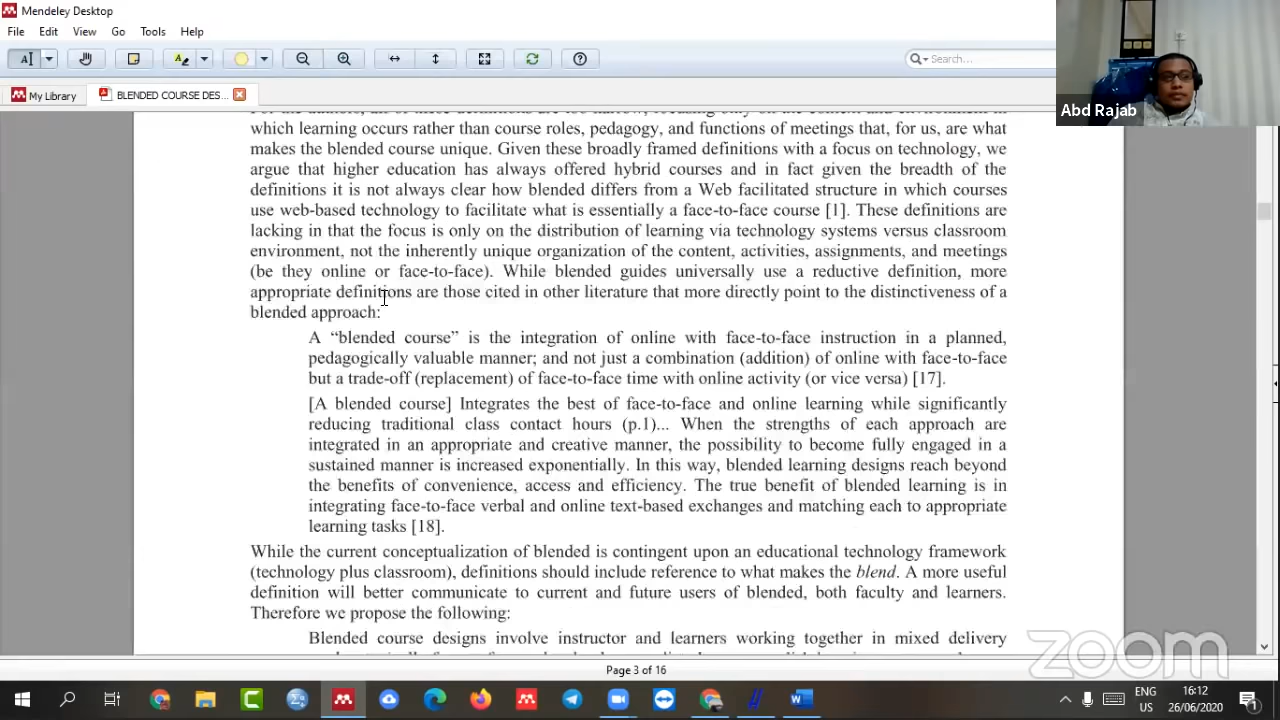 Mendeley Desktop
File Edit View Go Tools Help
Search...
My Library
BLENDED COURSE DES...
Abd Rajab
which learning occurs rather than course roles, pedagogy, and functions of meetings that, for us, are what
makes the blended course unique. Given these broadly framed definitions with a focus on technology, we
argue that higher education has always offered hybrid courses and in fact given the breadth of the
definitions it is not always clear how blended differs from a Web facilitated structure in which courses
use web-based technology to facilitate what is essentially a face-to-face course [1]. These definitions are
lacking in that the focus is only on the distribution of learning via technology systems versus classroom
environment, not the inherently unique organization of the content, activities, assignments, and meetings
(be they online or face-to-face). While blended guides universally use a reductive definition, more
appropriate definitions are those cited in other literature that more directly point to the distinctiveness of a
blended approach:
A “blended course” is the integration of online with face-to-face instruction in a planned,
pedagogically valuable manner; and not just a combination (addition) of online with face-to-face
but a trade-off (replacement) of face-to-face time with online activity (or vice versa) [17].
[A blended course] Integrates the best of face-to-face and online learning while significantly
reducing traditional class contact hours (p.1)... When the strengths of each approach are
integrated in an appropriate and creative manner, the possibility to become fully engaged in a
sustained manner is increased exponentially. In this way, blended learning designs reach beyond
the benefits of convenience, access and efficiency. The true benefit of blended learning is in
integrating face-to-face verbal and online text-based exchanges and matching each to appropriate
learning tasks [18].
While the current conceptualization of blended is contingent upon an educational technology framework
(technology plus classroom), definitions should include reference to what makes the blend. A more useful
definition will better communicate to current and future users of blended, both faculty and learners.
Therefore we propose the following:
Blended course designs involve instructor and learners working together in mixed delivery
zoom
Page 3 of 16
ENG
US
16:12
26/06/2020